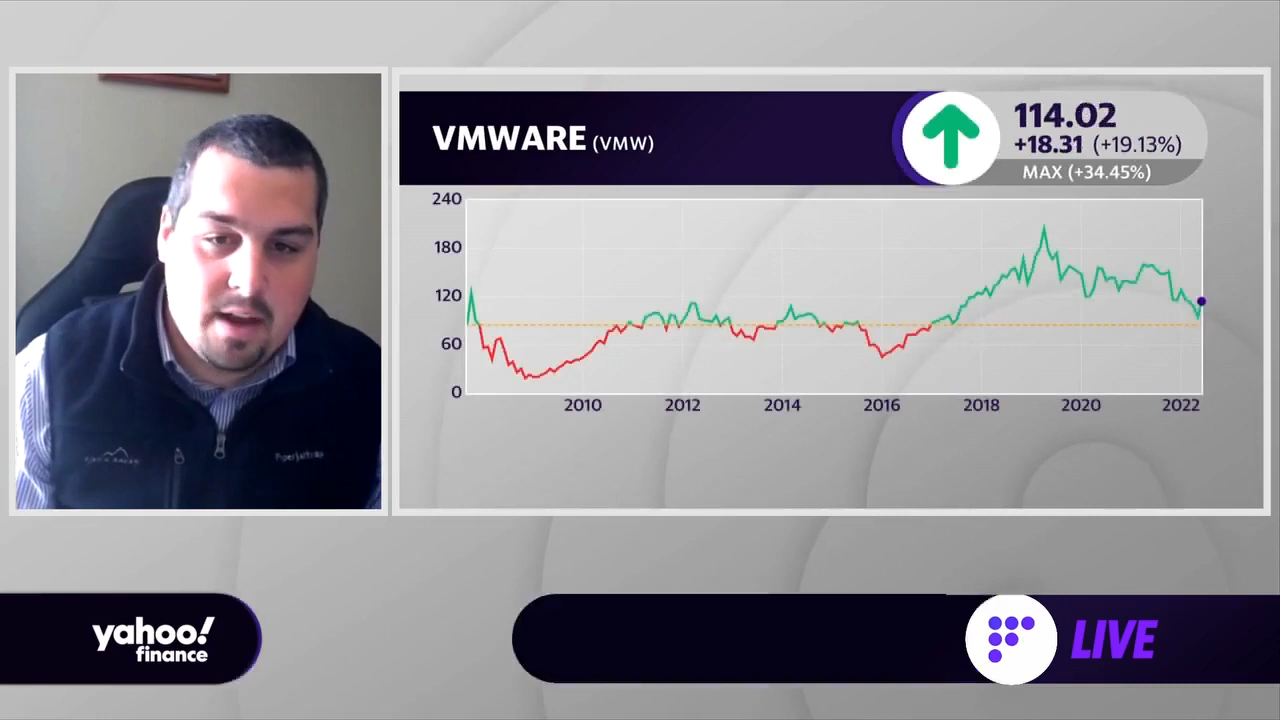 VMWARE (VMW)
114.02
+18.31 (+19.13%)
MAX (+34.45%)
240
180
120
60
0
2010 2012 2014 2016 2018 2020 2022
yahoo!
finance
LIVE